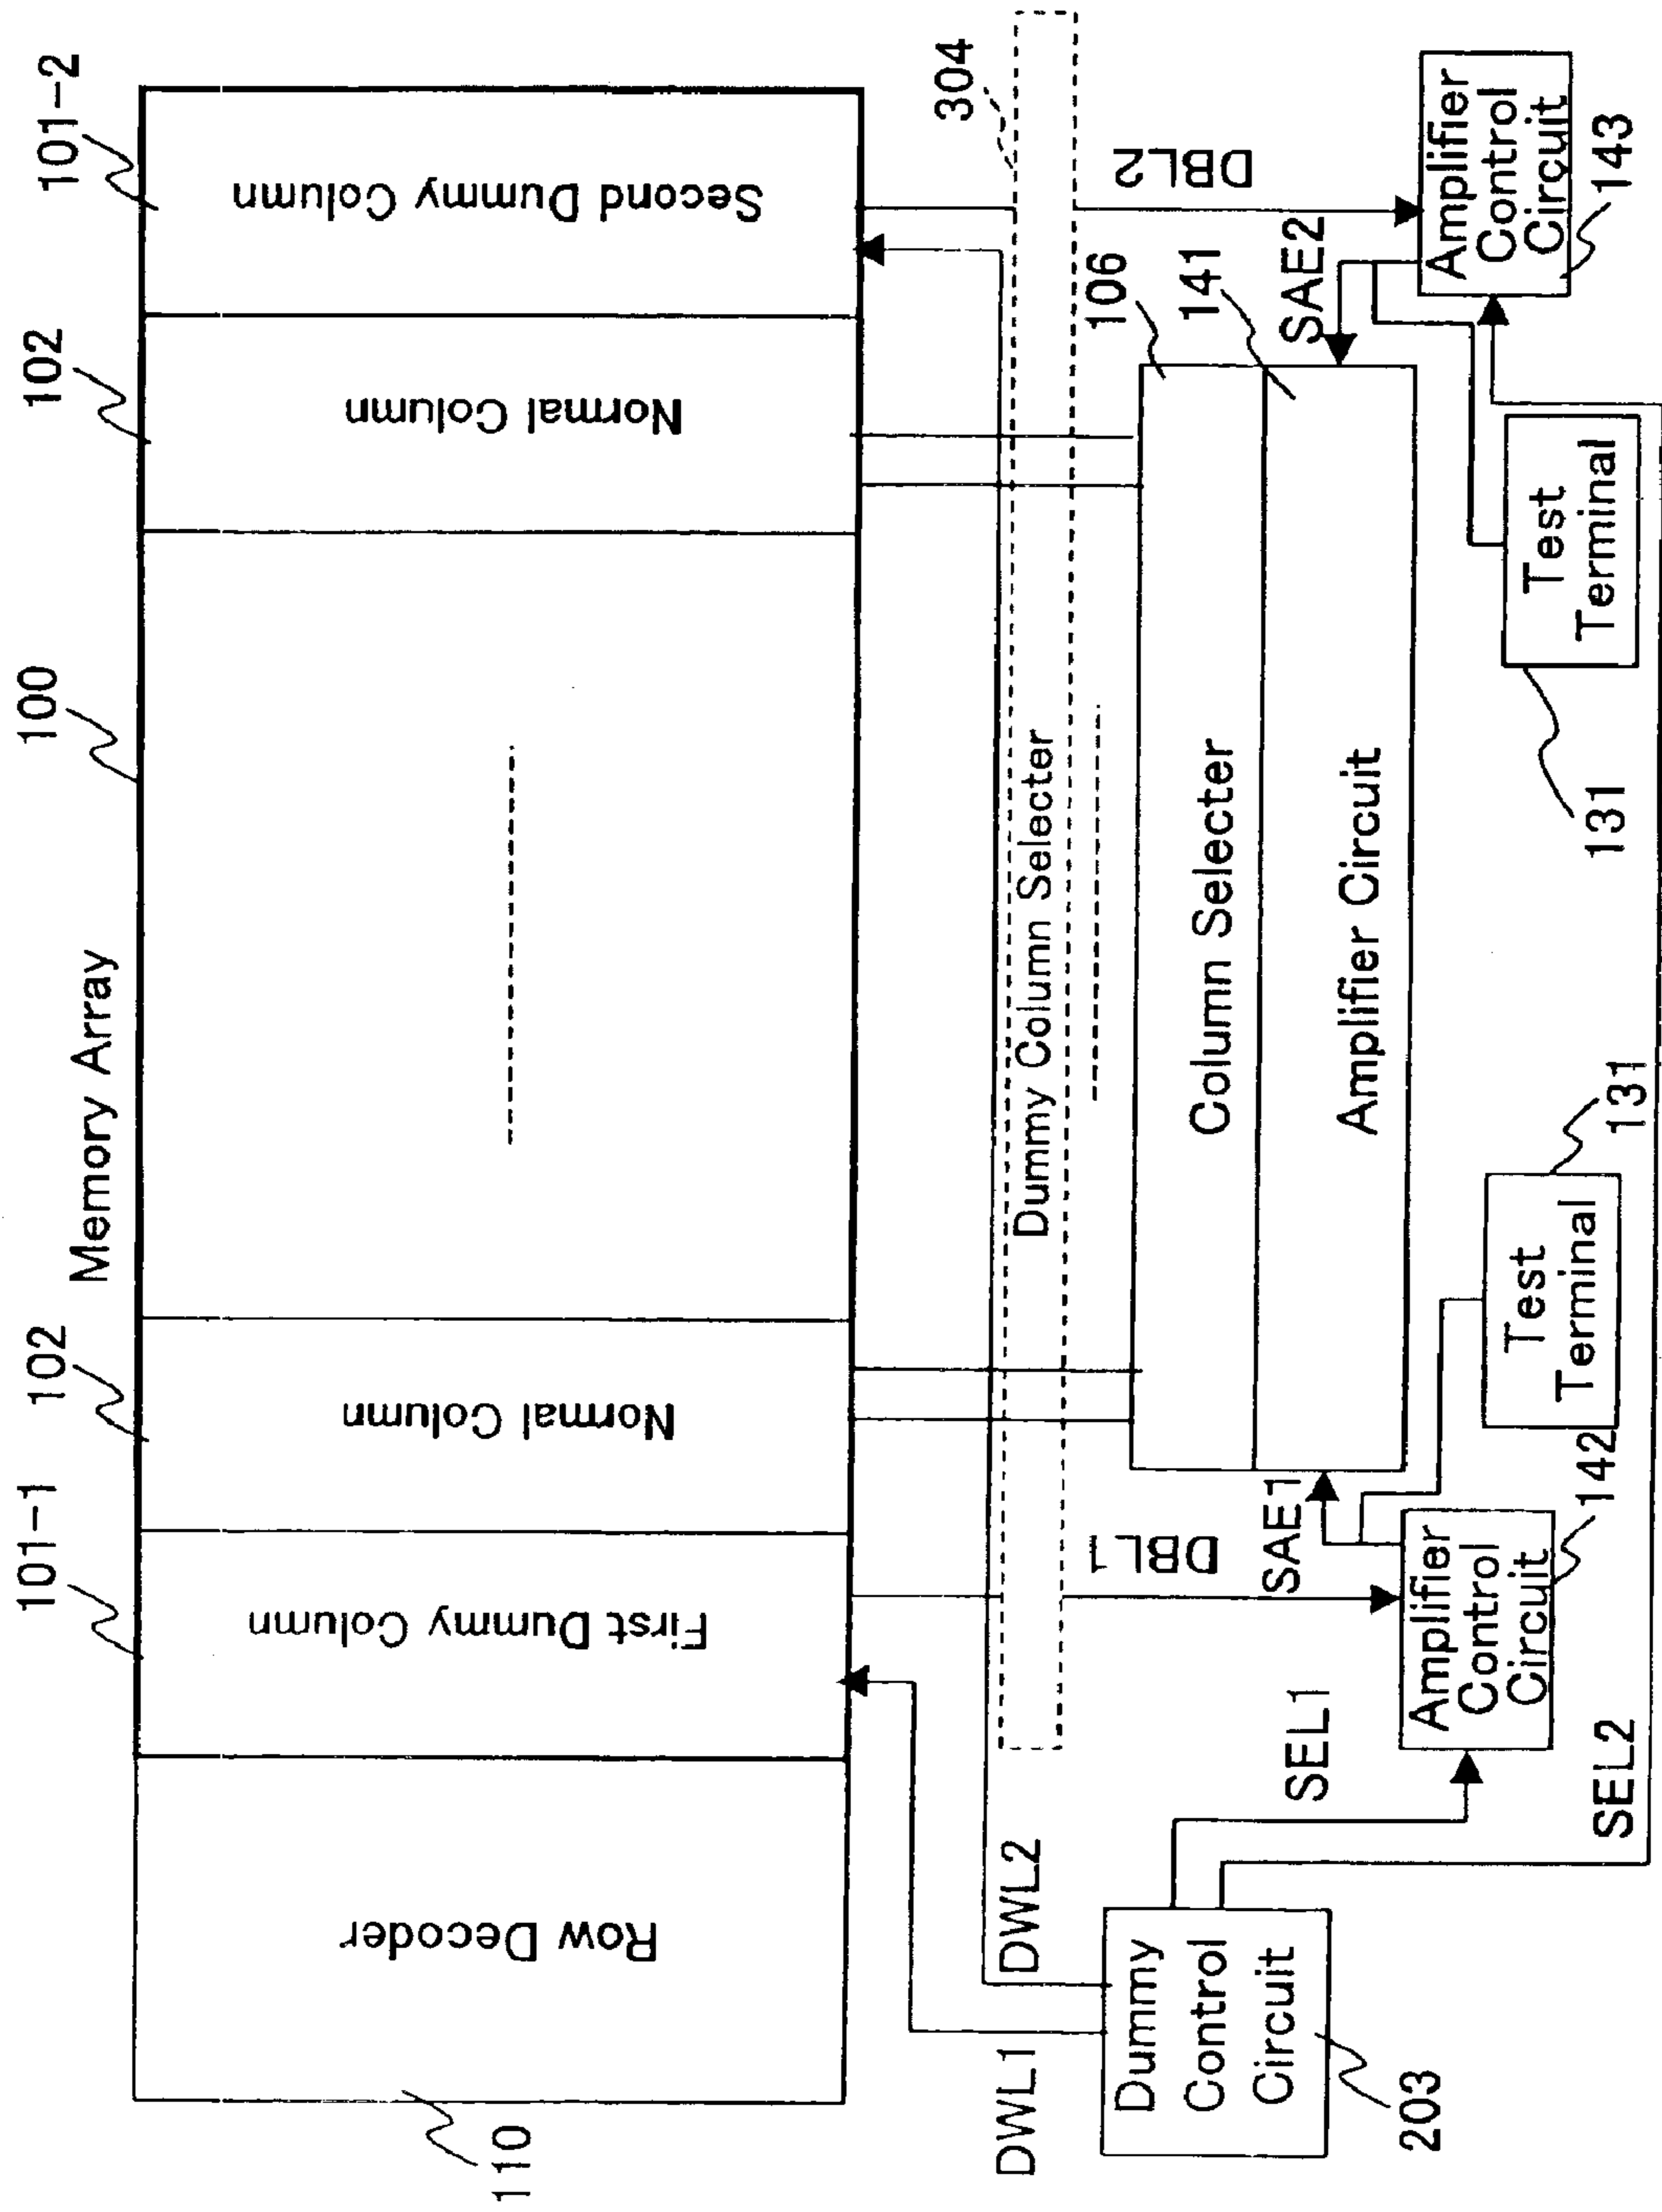 Memory Array
100
101-1
102
102
101-2
110
Row Decoder
First Dummy Column
Normal Column
Normal Column
Second Dummy Column
304
DWL1
DWL2
Dummy Column Selecter
DBL1
DBL2
106
141
Column Selecter
Amplifier Circuit
SAE1
SAE2
Dummy
Control
Circuit
203
SEL1
SEL2
Amplifier
Control
Circuit
142
Test
Terminal
131
Test
Terminal
131
Amplifier
Control
Circuit
143